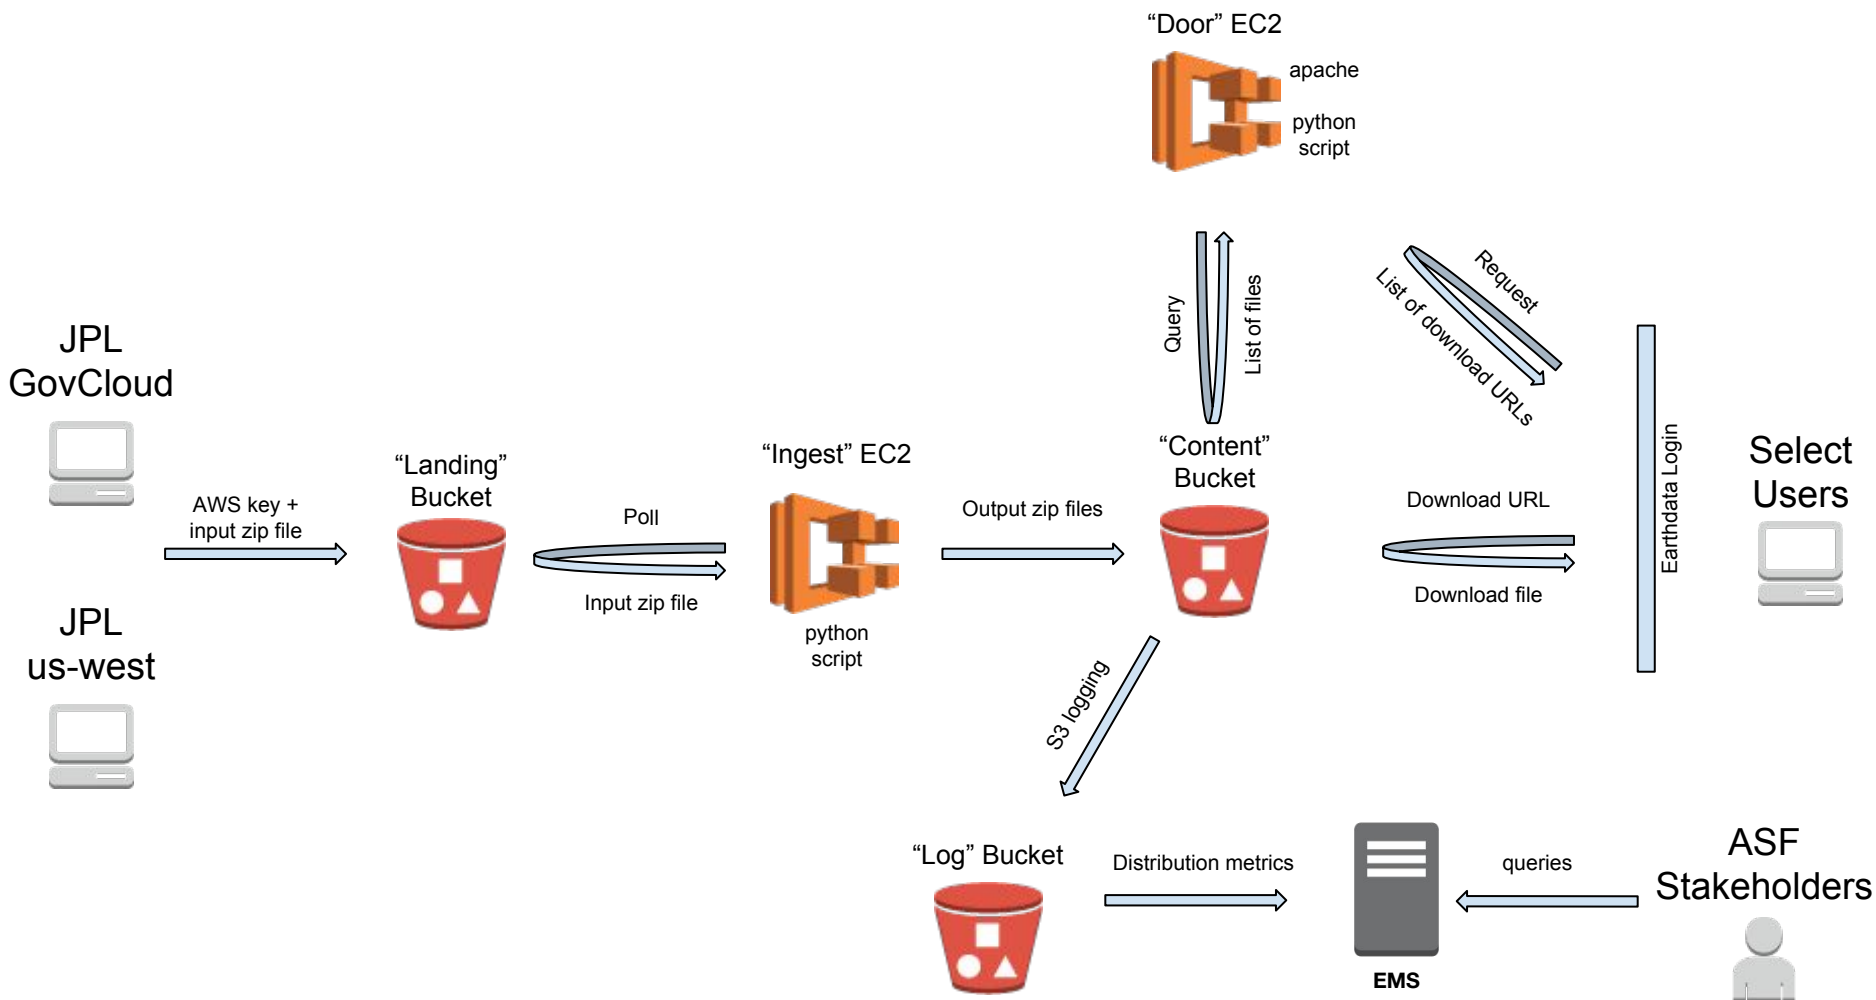 “Door” EC2
apache
python
script
Query
List of files
Request
List of download URLs
JPL
GovCloud
AWS key +
input zip file
“Landing”
Bucket
Poll
Input zip file
“Ingest” EC2
python
script
Output zip files
“Content”
Bucket
Download URL
Download file
Earthdata Login
Select
Users
JPL
us-west
S3 logging
“Log” Bucket
Distribution metrics
EMS
queries
ASF
Stakeholders